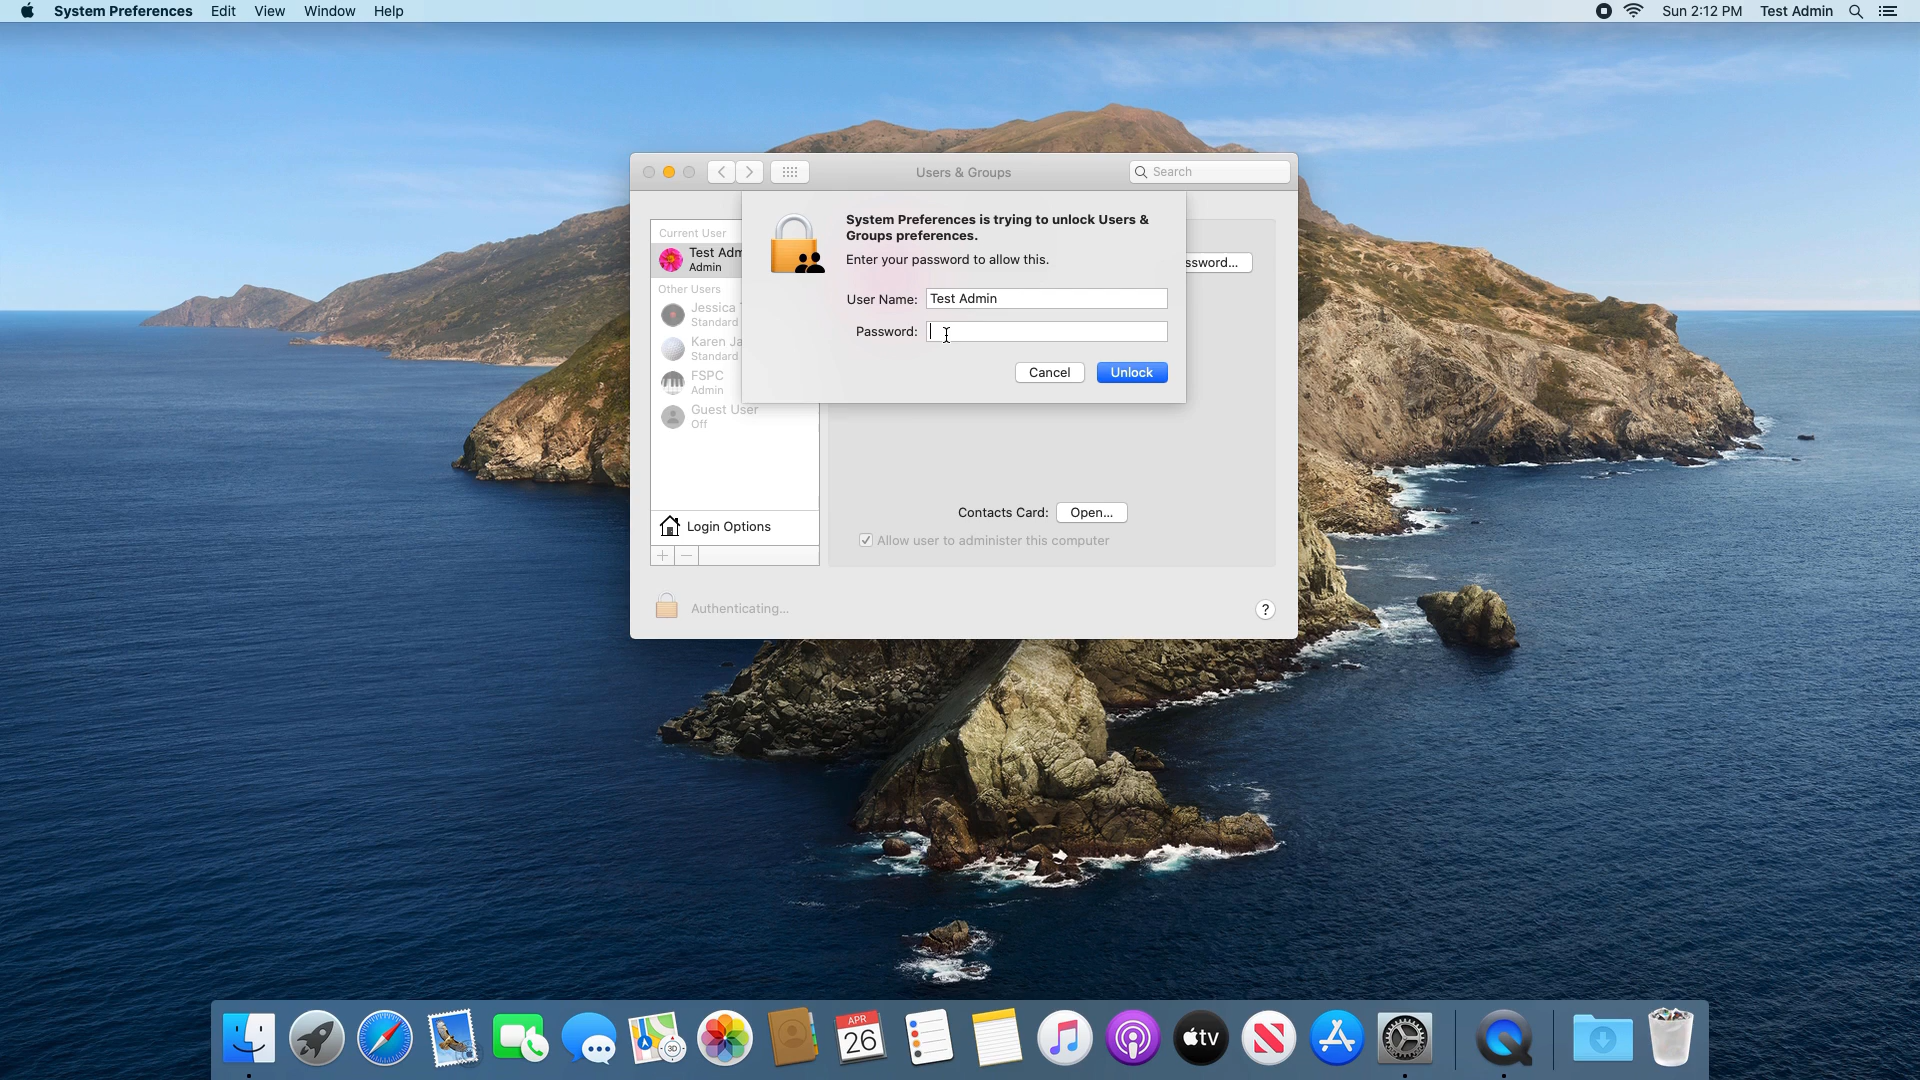 System Preferences Edit View Window Help Sun 2:12 PM Test Admin
Users & Groups Search
Current User
Test Adm
Admin
Other Users
Jessica
Standard
Karen Ja
Standard
FSPC
Admin
Guest User
Off
Login Options
System Preferences is trying to unlock Users &
Groups preferences.
Enter your password to allow this.
User Name: Test Admin
Password:
Cancel Unlock
ssword...
Contacts Card: Open...
Allow user to administer this computer
Authenticating...
?
3D
APR
26
tv